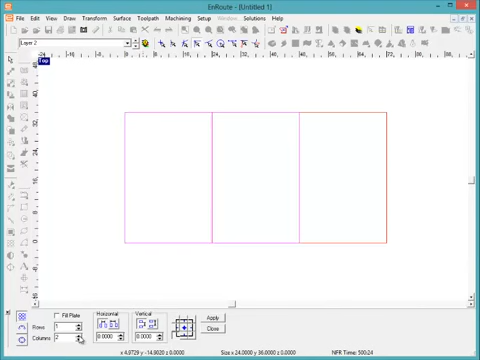 EnRoute - [Untitled 1]
File View Draw Transform Surface Toolpath Machining Setup Window Solutions Help
Layer 2
Top
Fill Plate
Horizontal
Vertical
Rows
1
Columns
2
0.0000
0.0000
Apply
Close
x 4.9729 y -14.9020 z 0.0000
Size x 24.0000 y 36.0000 z 0.0000
NFR Time: 500:24